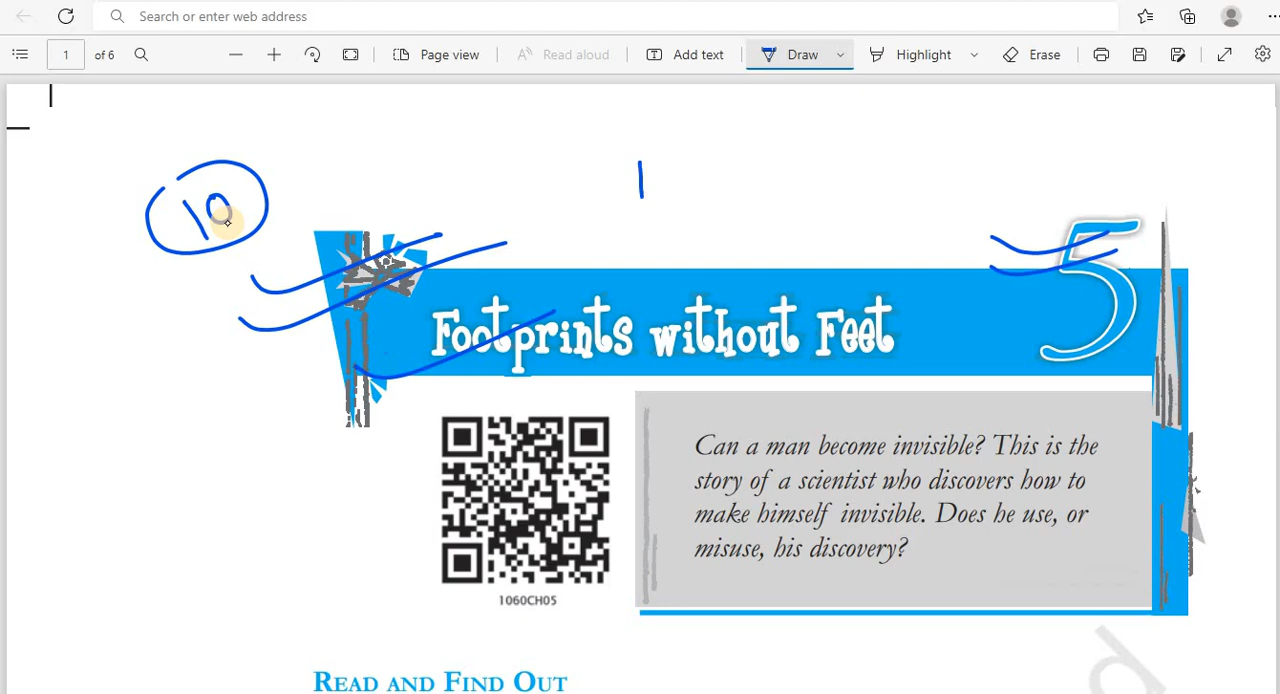 Search or enter web address
1 of 6 Page view Read aloud Add text Draw Highlight Erase
10
1
5
Footprints without Feet
Can a man become invisible? This is the
story of a scientist who discovers how to
make himself invisible. Does he use, or
misuse, his discovery?
1060CH05
READ AND FIND OUT
d